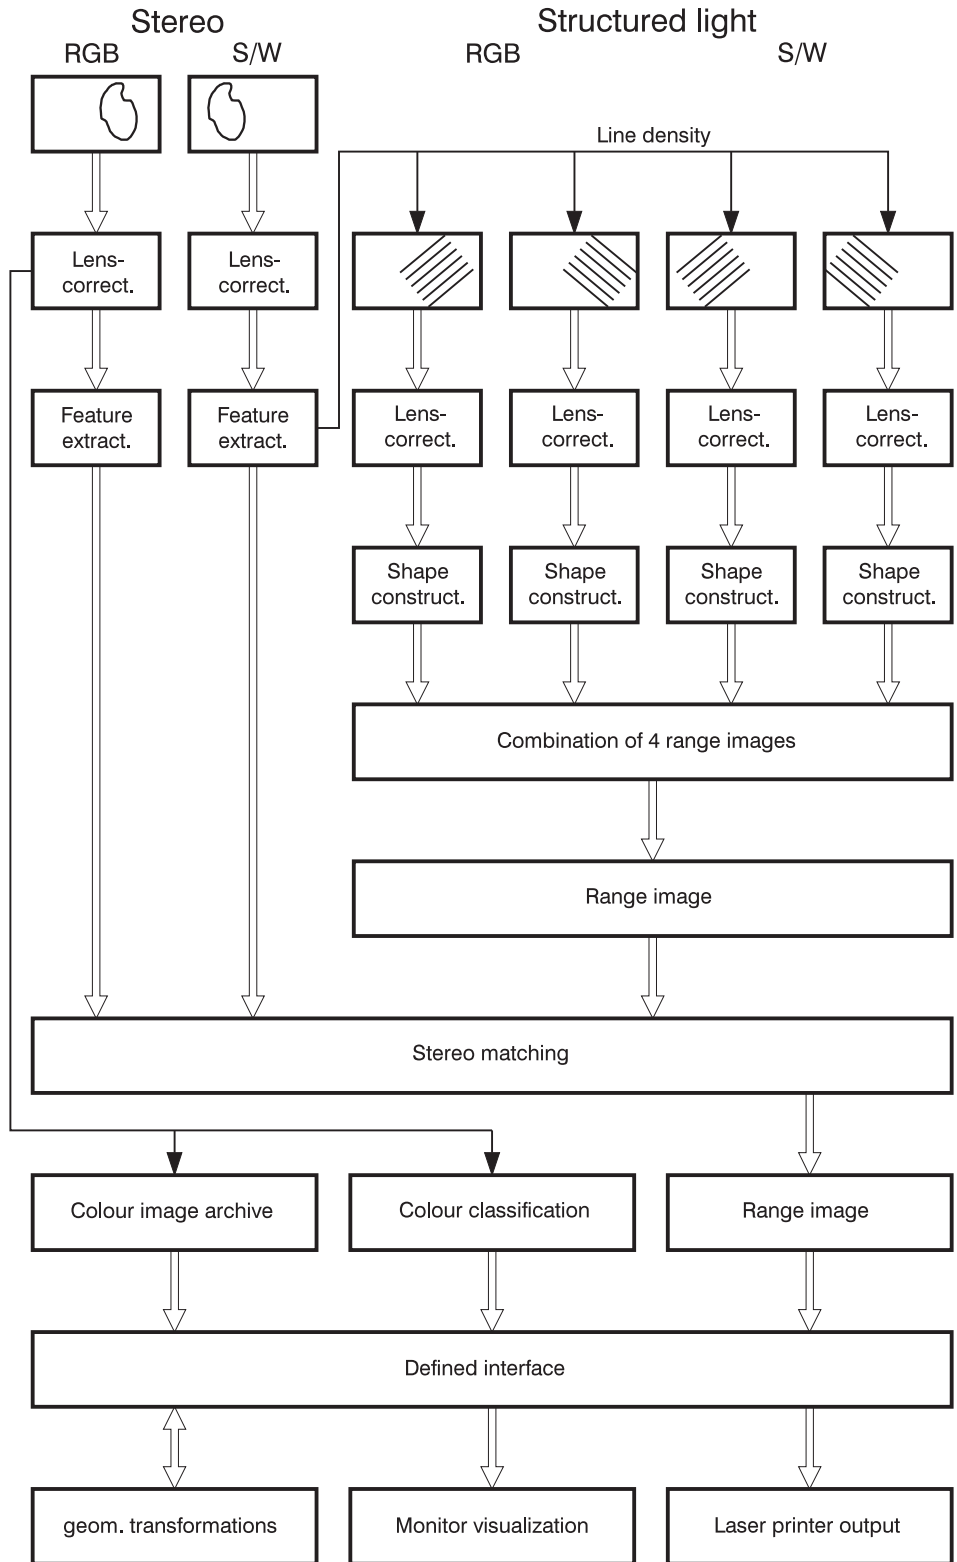 Stereo
Structured light
RGB
S/W
RGB
S/W
Line density
Lens-
correct.
Lens-
correct.
Feature
extract.
Feature
extract.
Lens-
correct.
Lens-
correct.
Lens-
correct.
Lens-
correct.
Shape
construct.
Shape
construct.
Shape
construct.
Shape
construct.
Combination of 4 range images
Range image
Stereo matching
Colour image archive
Colour classification
Range image
Defined interface
geom. transformations
Monitor visualization
Laser printer output